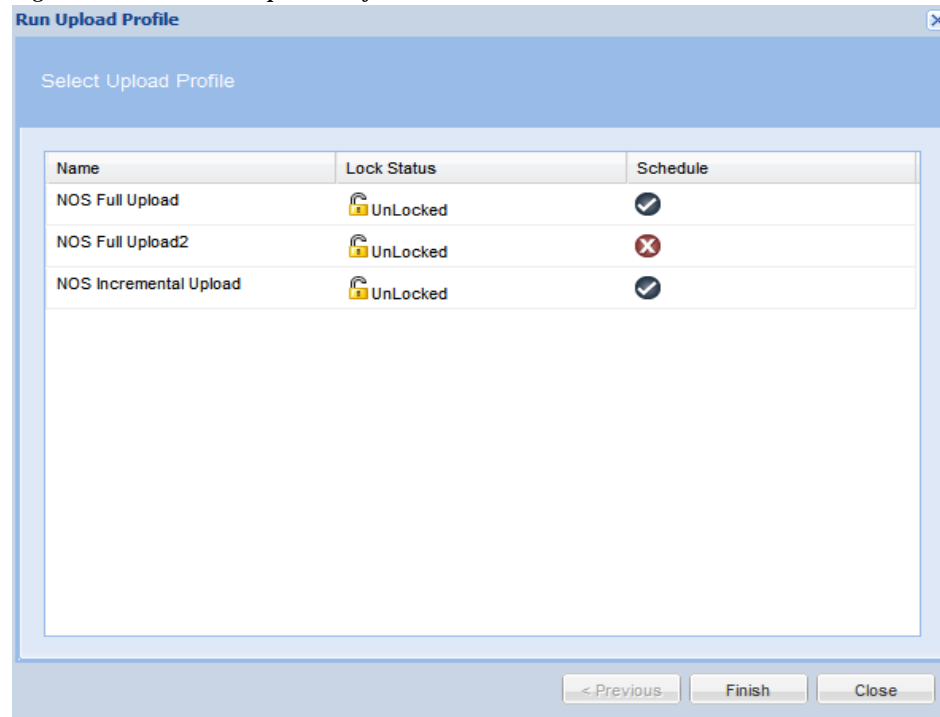 Run Upload Profile
Select Upload Profile
Name Lock Status Schedule
NOS Full Upload UnLocked
NOS Full Upload2 UnLocked
NOS Incremental Upload UnLocked
< Previous Finish Close